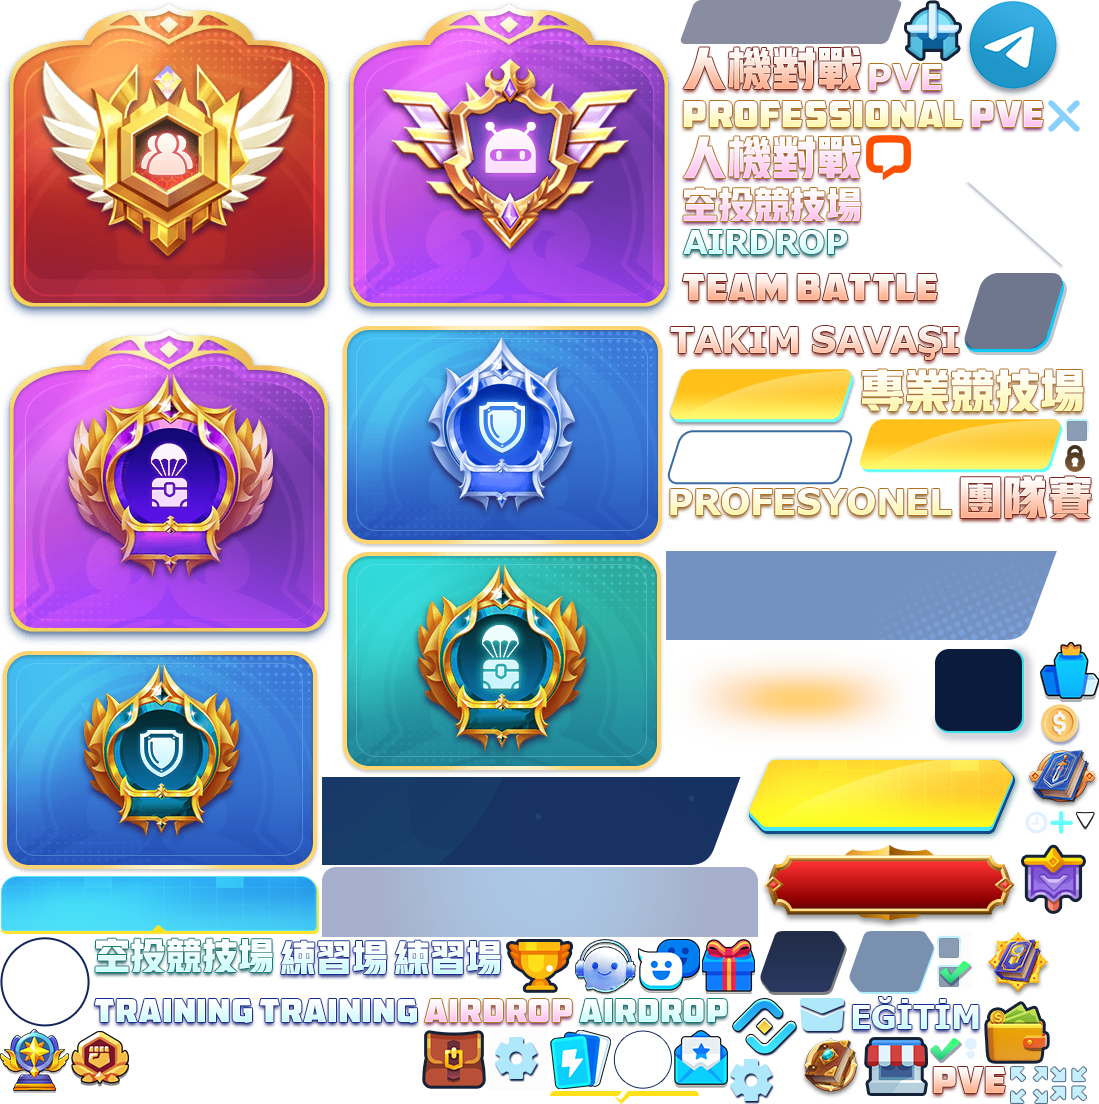 人機對戰 PVE
PROFESSIONAL PVE
人機對戰
空投競技場
AIRDROP
TEAM BATTLE
TAKIM SAVAŞI
專業競技場
PROFESYONEL 團隊賽
空投競技場 練習場 練習場
TRAINING TRAINING AIRDROP AIRDROP
EĞİTİM
PVE